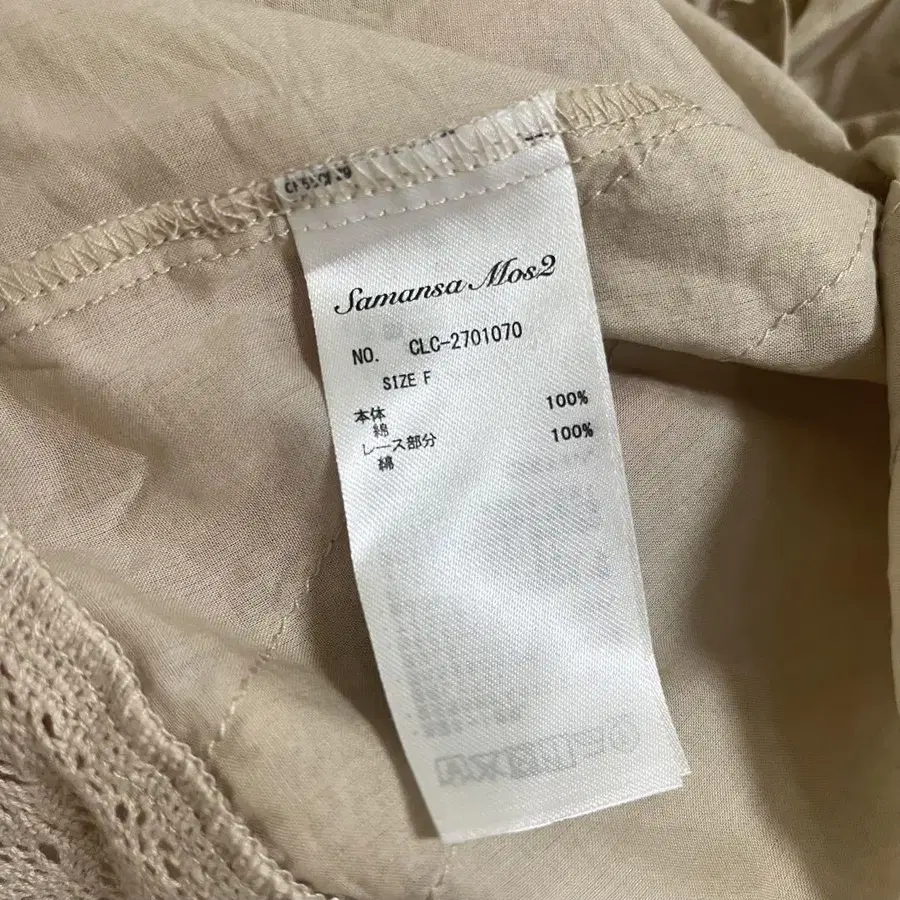 Samansa Mos2
NO. CLC-2701070
SIZE F
本体
綿 100%
レース部分
綿 100%